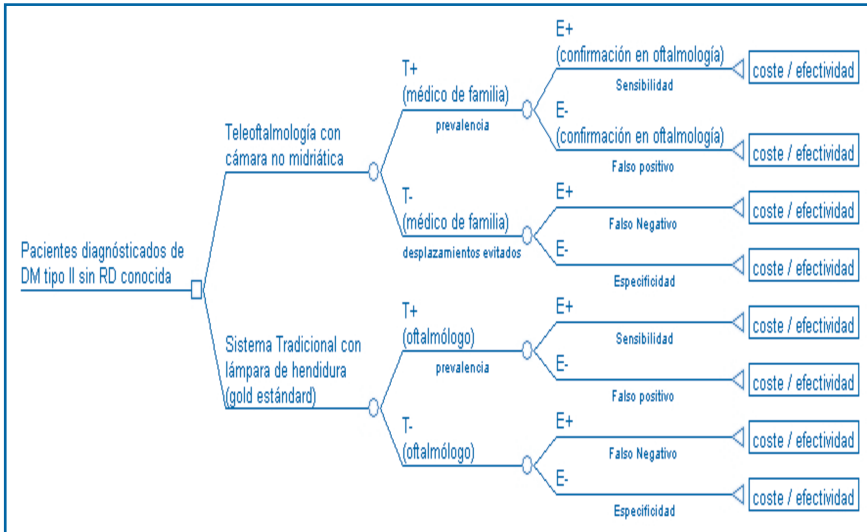 Pacientes diagnósticados de
DM tipo II sin RD conocida
Teleoftalmología con
cámara no midriática
T+
(médico de familia)
prevalencia
E+
(confirmación en oftalmología)
Sensibilidad
coste / efectividad
E-
(confirmación en oftalmología)
Falso positivo
coste / efectividad
T-
(médico de familia)
desplazamientos evitados
E+
Falso Negativo
coste / efectividad
E-
Especificidad
coste / efectividad
Sistema Tradicional con
lámpara de hendidura
(gold estándard)
T+
(oftalmólogo)
prevalencia
E+
Sensibilidad
coste / efectividad
E-
Falso positivo
coste / efectividad
T-
(oftalmólogo)
E+
Falso Negativo
coste / efectividad
E-
Especificidad
coste / efectividad